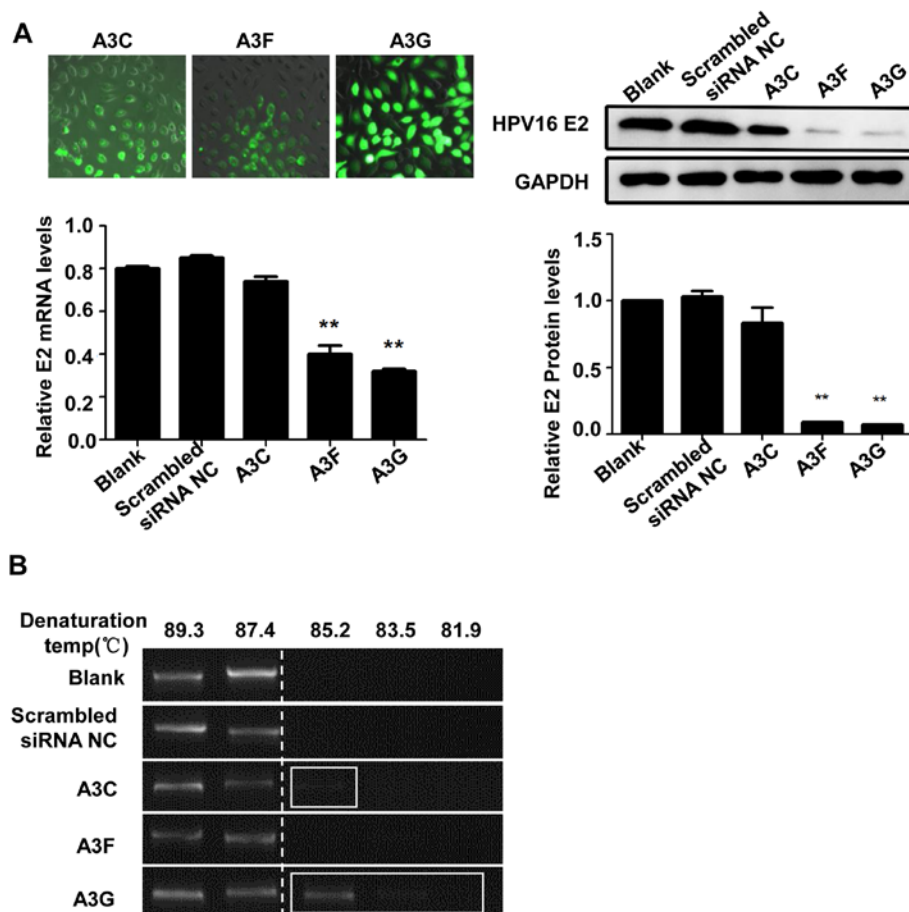 A
A3C
A3F
A3G
Blank
Scrambled
siRNA NC
A3C
A3F
A3G
HPV16 E2
GAPDH
Relative E2 mRNA levels
1.0
0.8
0.6
0.4
0.2
0.0
**
**
Blank
Scrambled
siRNA NC
A3C
A3F
A3G
Relative E2 Protein levels
1.5
1.0
0.5
0.0
**
**
Blank
Scrambled
siRNA NC
A3C
A3F
A3G
B
Denaturation
temp(℃)
89.3 87.4 85.2 83.5 81.9
Blank
Scrambled
siRNA NC
A3C
A3F
A3G